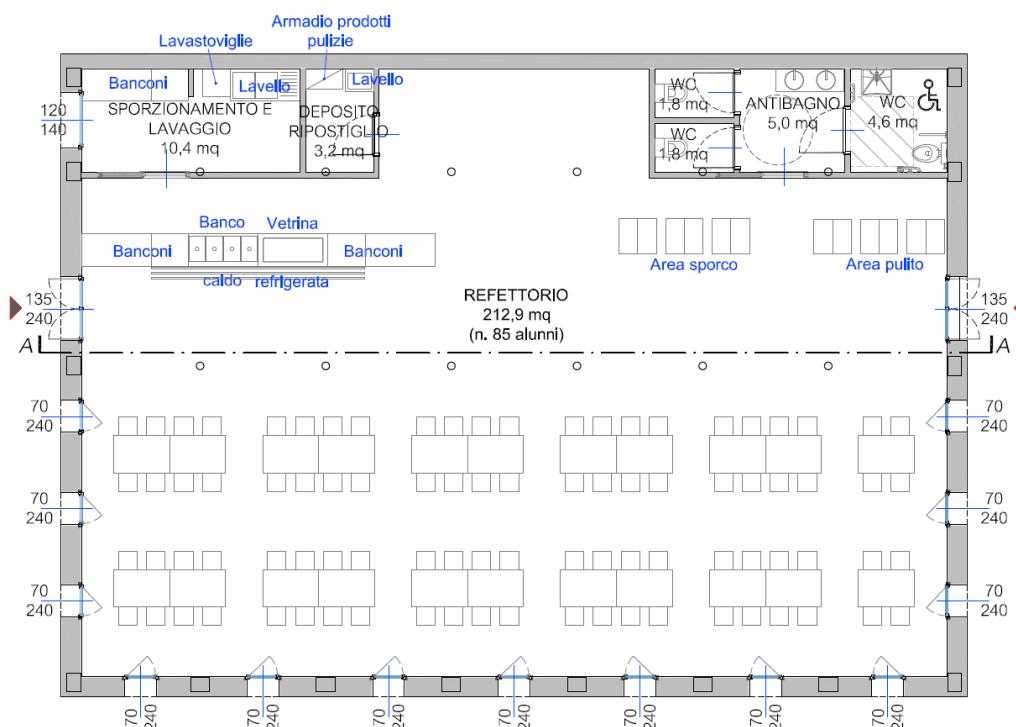 Armadio prodotti
pulizie
Lavastoviglie
Banconi
Lavello
Lavello
SPORZIONAMENTO E
LAVAGGIO
10,4 mq
DEPOSITO
RIPOSTIGLIO
3,2 mq
WC
1,8 mq
WC
1,8 mq
ANTIBAGNO
5,0 mq
WC
4,6 mq
120
140
Banco
Vetrina
Banconi
Banconi
caldo
refrigerata
Area sporco
Area pulito
REFETTORIO
212,9 mq
(n. 85 alunni)
135
240
135
240
A
A
70
240
70
240
70
240
70
240
70
240
70
240
70
240
70
240
70
240
70
240
70
240
70
240
70
240